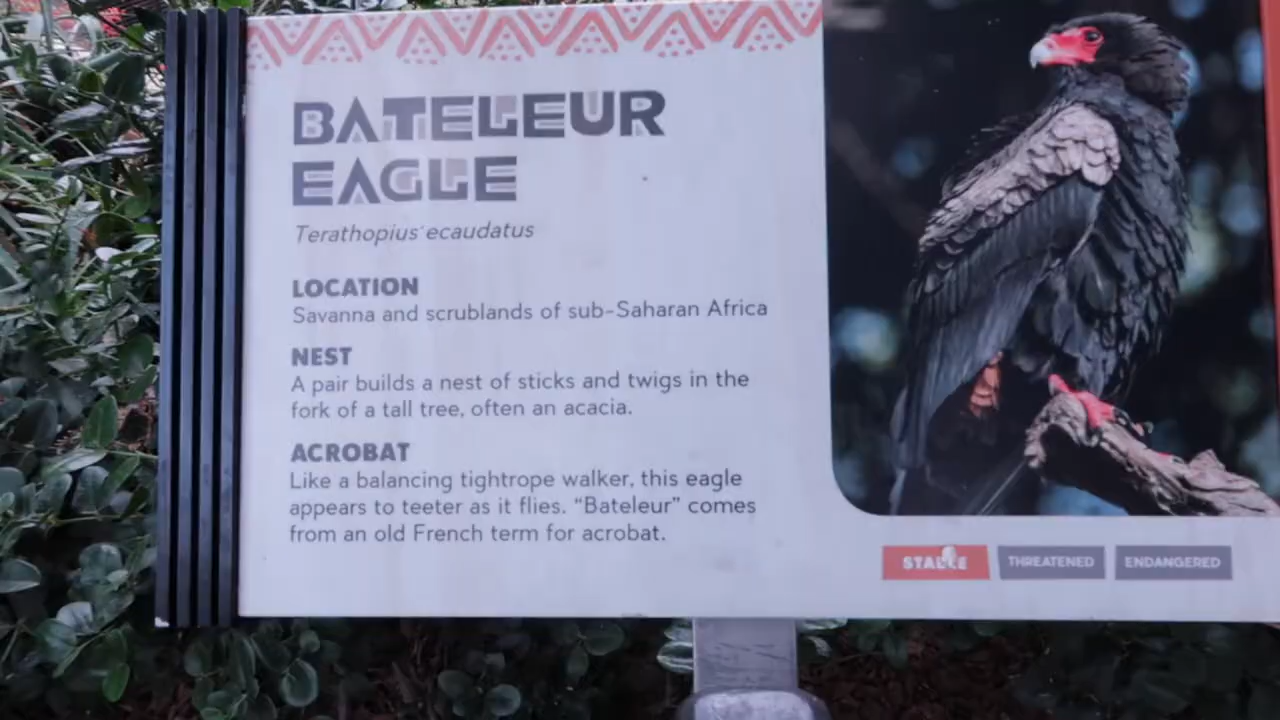 BATELEUR
EAGLE
Terathopius ecaudatus
LOCATION
Savanna and scrublands of sub-Saharan Africa
NEST
A pair builds a nest of sticks and twigs in the
fork of a tall tree, often an acacia.
ACROBAT
Like a balancing tightrope walker, this eagle
appears to teeter as it flies. “Bateleur” comes
from an old French term for acrobat.
STABLE THREATENED ENDANGERED